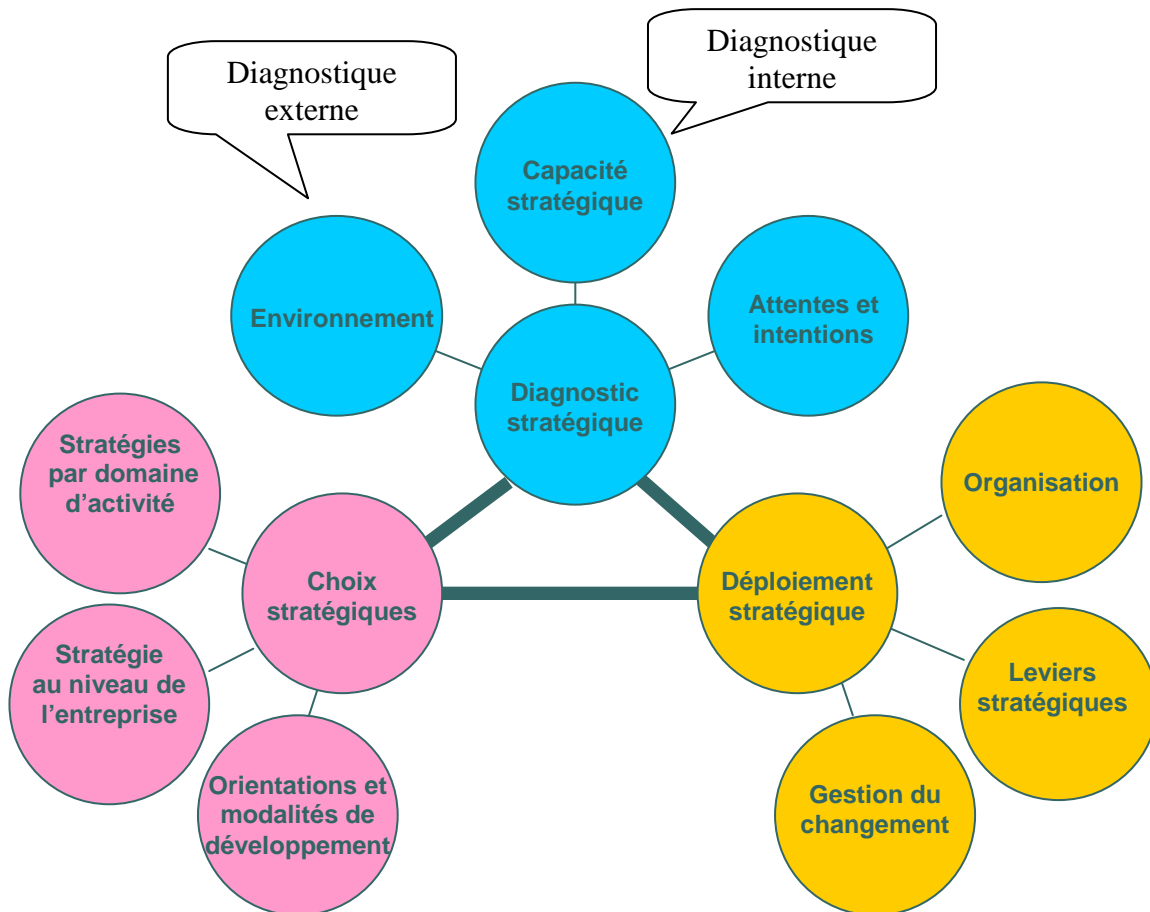 Diagnostique
externe
Diagnostique
interne
Capacité
stratégique
Environnement
Attentes et
intentions
Diagnostic
stratégique
Stratégies
par domaine
d’activité
Organisation
Choix
stratégiques
Déploiement
stratégique
Stratégie
au niveau de
l’entreprise
Leviers
stratégiques
Orientations et
modalités de
développement
Gestion du
changement